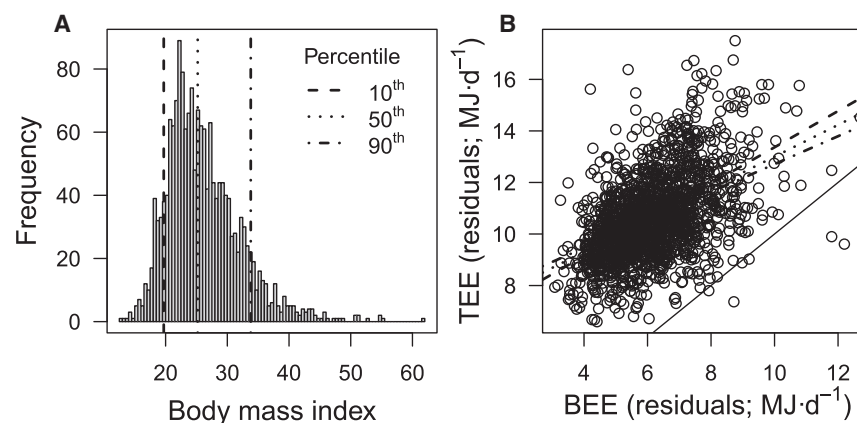 A
Percentile
10th
50th
90th
Frequency
80
60
40
20
0
20 30 40 50 60
Body mass index
B
TEE (residuals; MJ·d−1)
16
14
12
10
8
4 6 8 10 12
BEE (residuals; MJ·d−1)